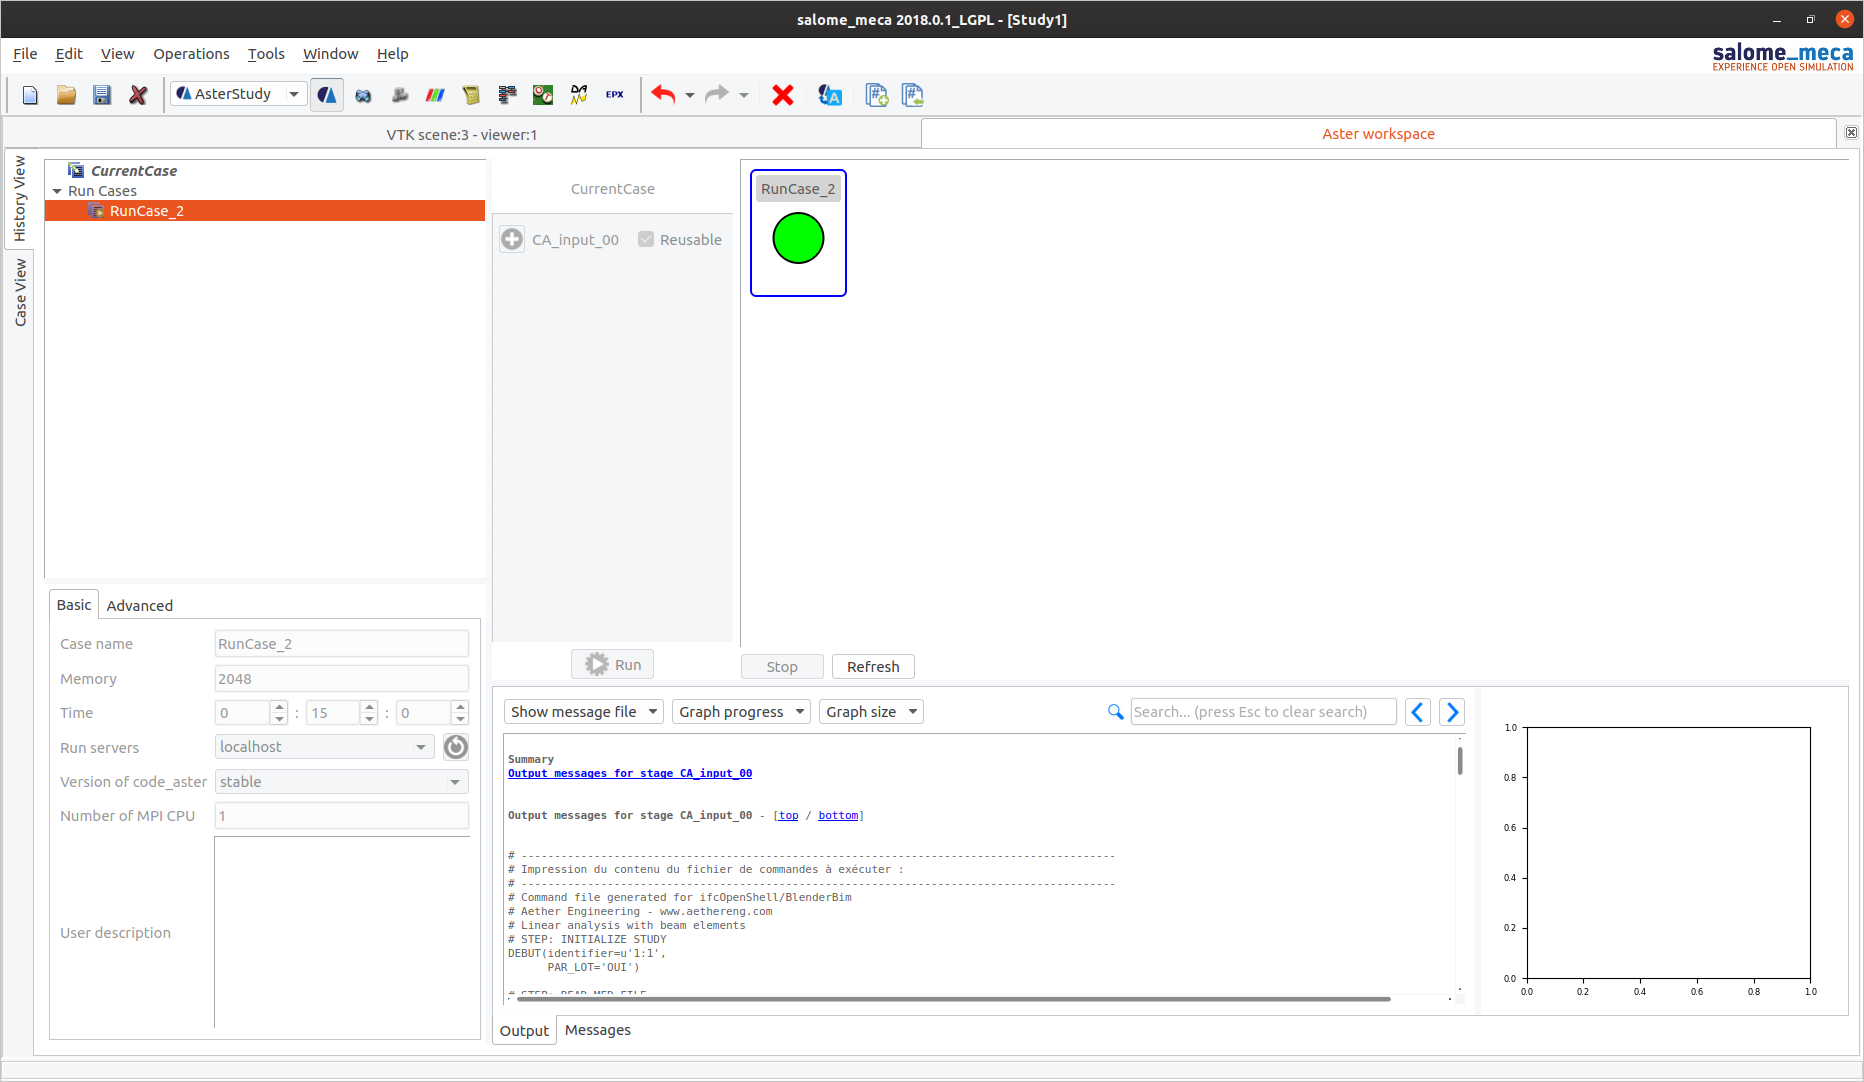 salome_meca 2018.0.1_LGPL - [Study1]
File Edit View Operations Tools Window Help
salome_meca
EXPERIENCE OPEN SIMULATION
AsterStudy
EPX
VTK scene:3 - viewer:1
Aster workspace
History View
Case View
CurrentCase
Run Cases
RunCase_2
CurrentCase
CA_input_00 Reusable
RunCase_2
Run
Stop
Refresh
Basic
Advanced
Case name RunCase_2
Memory 2048
Time 0 : 15 : 0
Run servers localhost
Version of code_aster stable
Number of MPI CPU 1
User description
Show message file
Graph progress
Graph size
Search... (press Esc to clear search)
Summary
Output messages for stage CA_input_00
Output messages for stage CA_input_00 - [top / bottom]
# ------------------------------------------------------------------------------------------
# Impression du contenu du fichier de commandes à exécuter :
# ------------------------------------------------------------------------------------------
# Command file generated for ifcOpenShell/BlenderBim
# Aether Engineering - www.aethereng.com
# Linear analysis with beam elements
# STEP: INITIALIZE STUDY
DEBUT(identifier=u'1:1',
PAR_LOT='OUI')
# STEP: READ MED FILE
1.0
0.8
0.6
0.4
0.2
0.0
0.0 0.2 0.4 0.6 0.8 1.0
Output
Messages